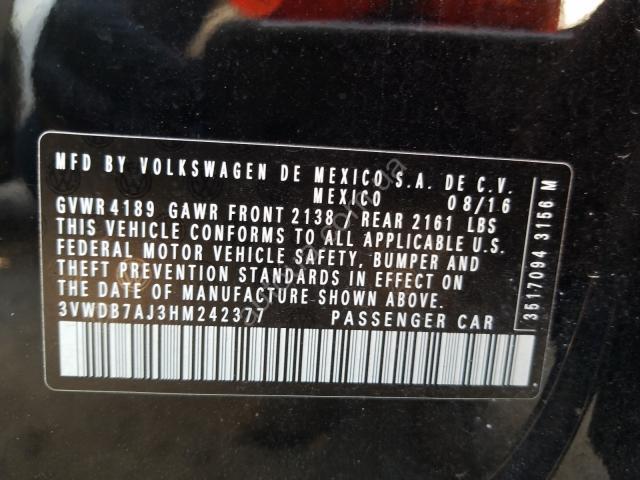 MFD BY VOLKSWAGEN DE MEXICO S.A. DE C.V.
MEXICO 08/16
GVWR 4189 GAWR FRONT 2138 REAR 2161 LBS
THIS VEHICLE CONFORMS TO ALL APPLICABLE U.S.
FEDERAL MOTOR VEHICLE SAFETY, BUMPER AND
THEFT PREVENTION STANDARDS IN EFFECT ON
THE DATE OF MANUFACTURE SHOWN ABOVE.
3VWDB7AJ3HM242377 PASSENGER CAR
3517094 3156 M